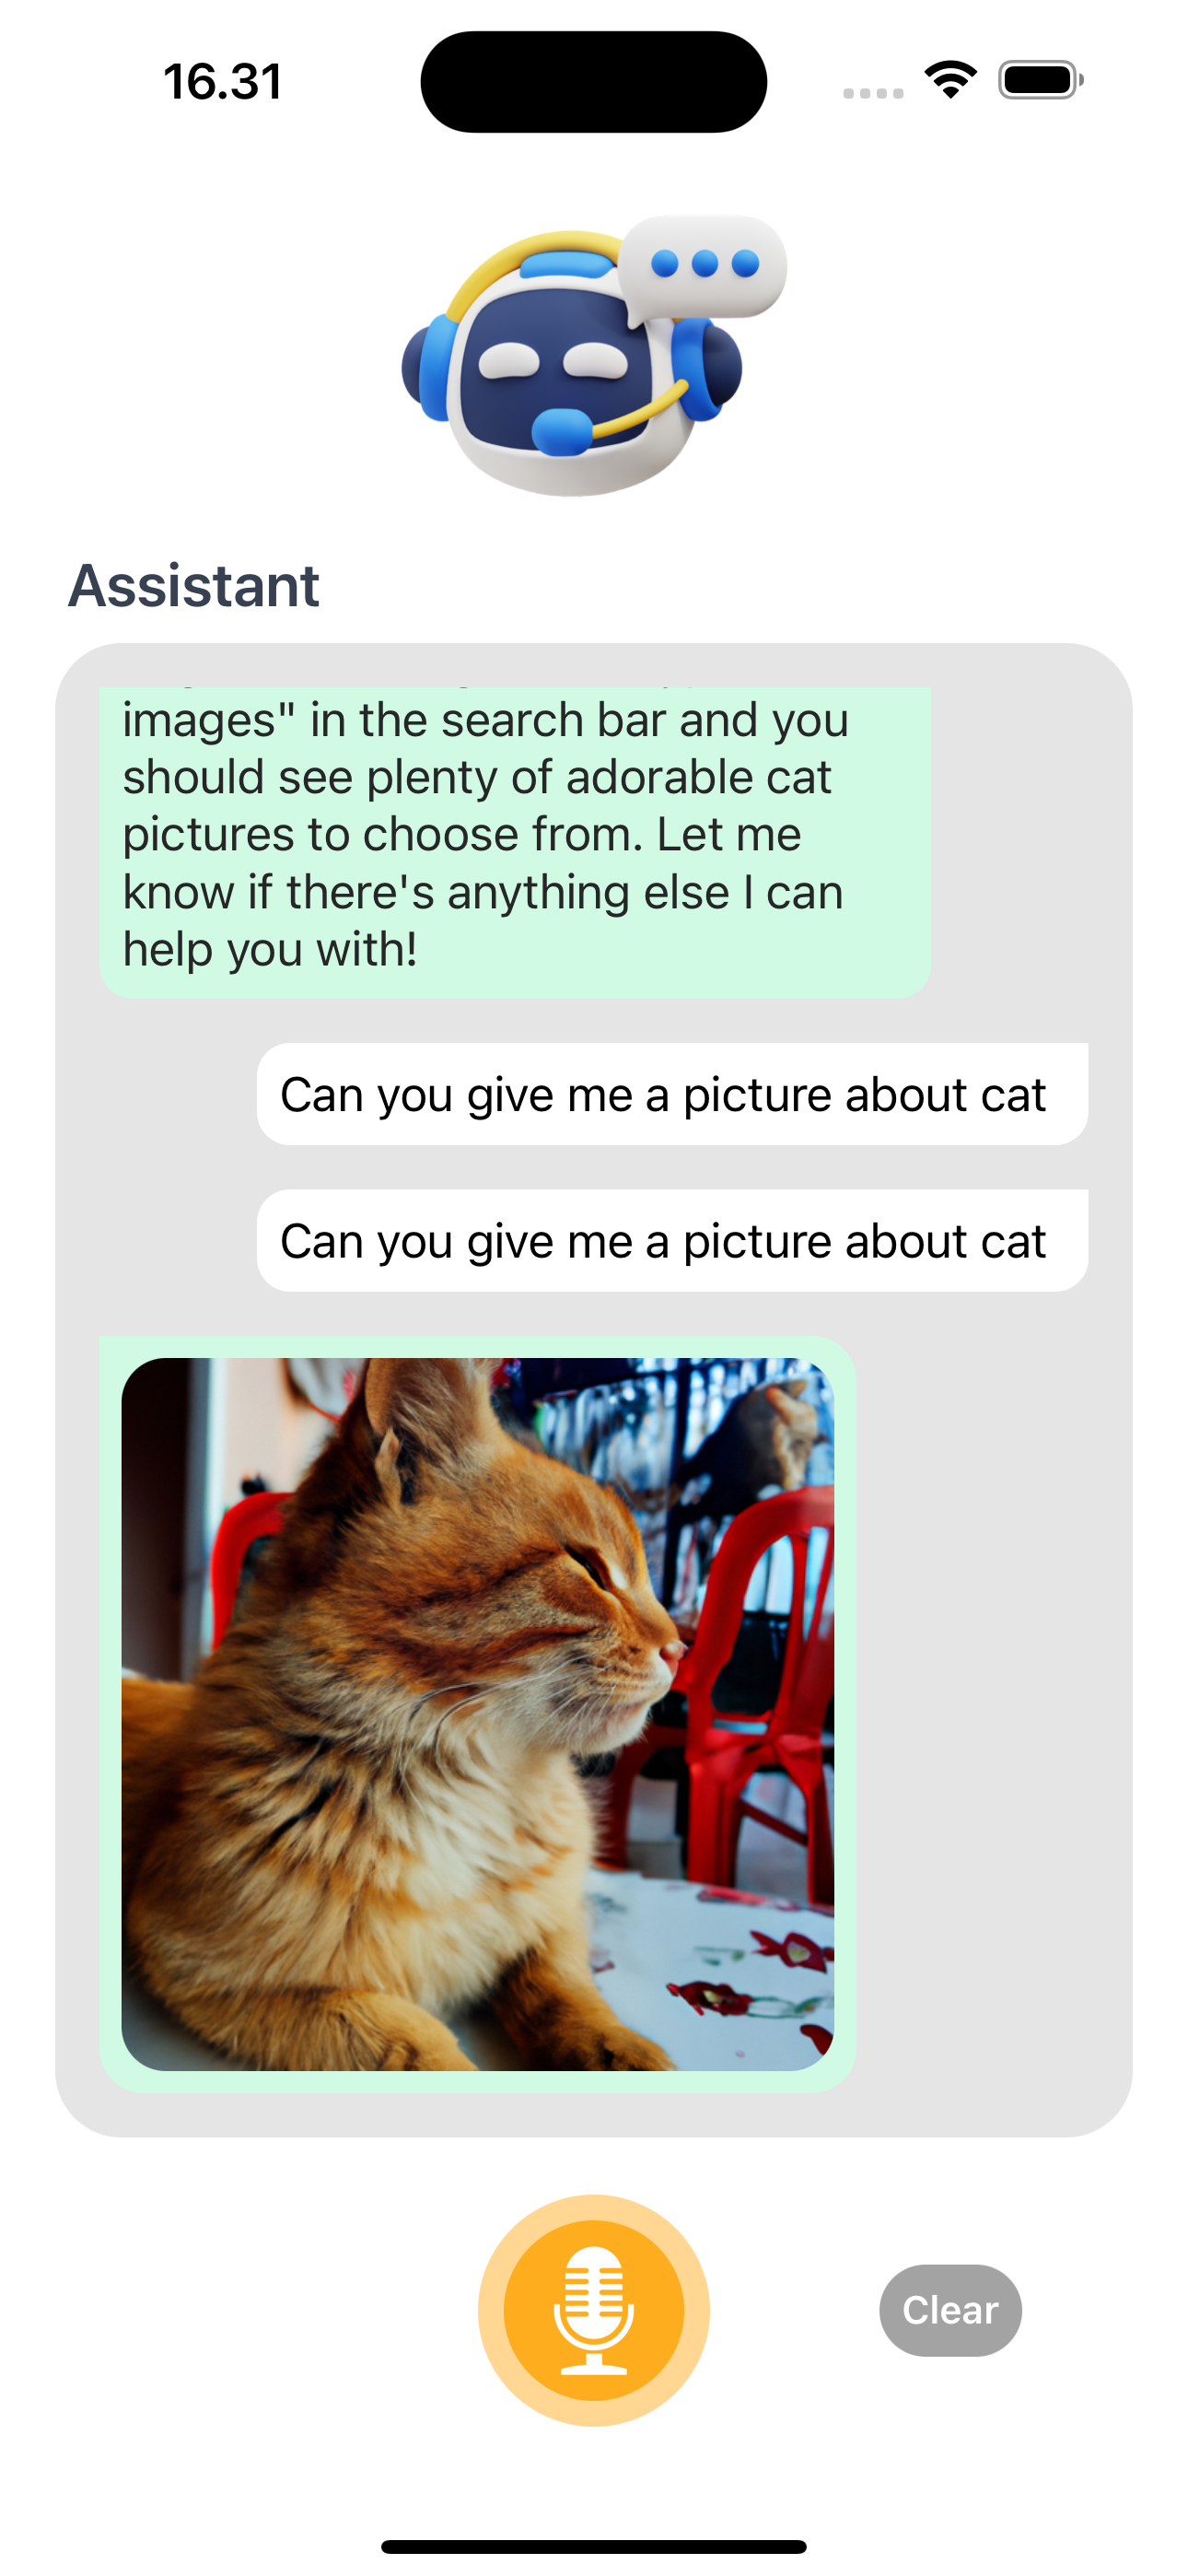 16.31
Assistant
images" in the search bar and you
should see plenty of adorable cat
pictures to choose from. Let me
know if there's anything else I can
help you with!
Can you give me a picture about cat
Can you give me a picture about cat
Clear